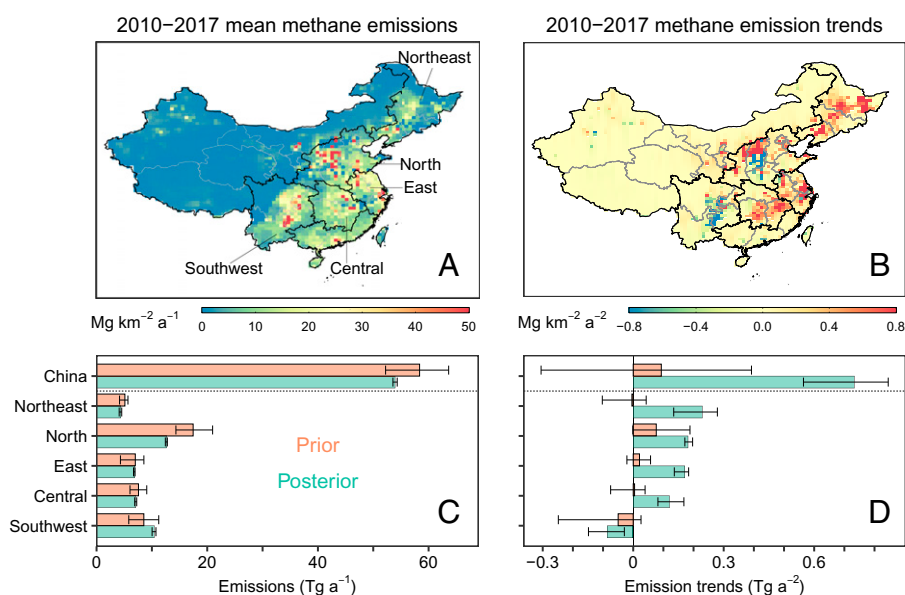 2010−2017 mean methane emissions
2010−2017 methane emission trends
Northeast
North
East
Southwest
Central
A
B
Mg km−2 a−1
0 10 20 30 40 50
Mg km−2 a−2
−0.8 −0.4 0.0 0.4 0.8
China
Northeast
North
East
Central
Southwest
Prior
Posterior
C
D
0 20 40 60
Emissions (Tg a−1)
−0.3 0 0.3 0.6
Emission trends (Tg a−2)